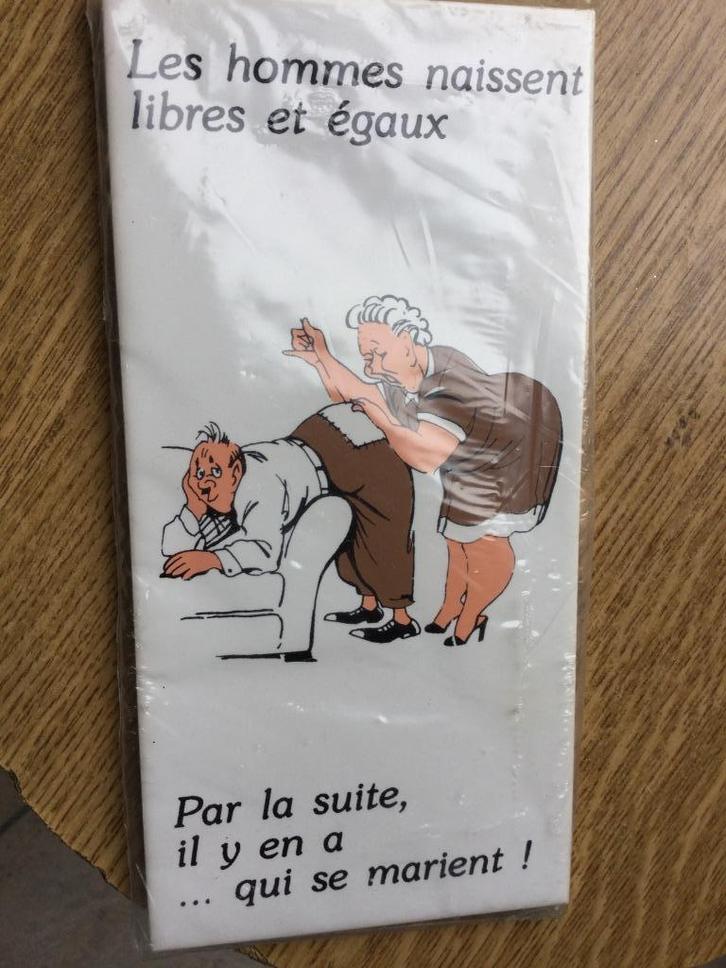 Les hommes naissent
libres et égaux
Par la suite,
il y en a
... qui se marient !